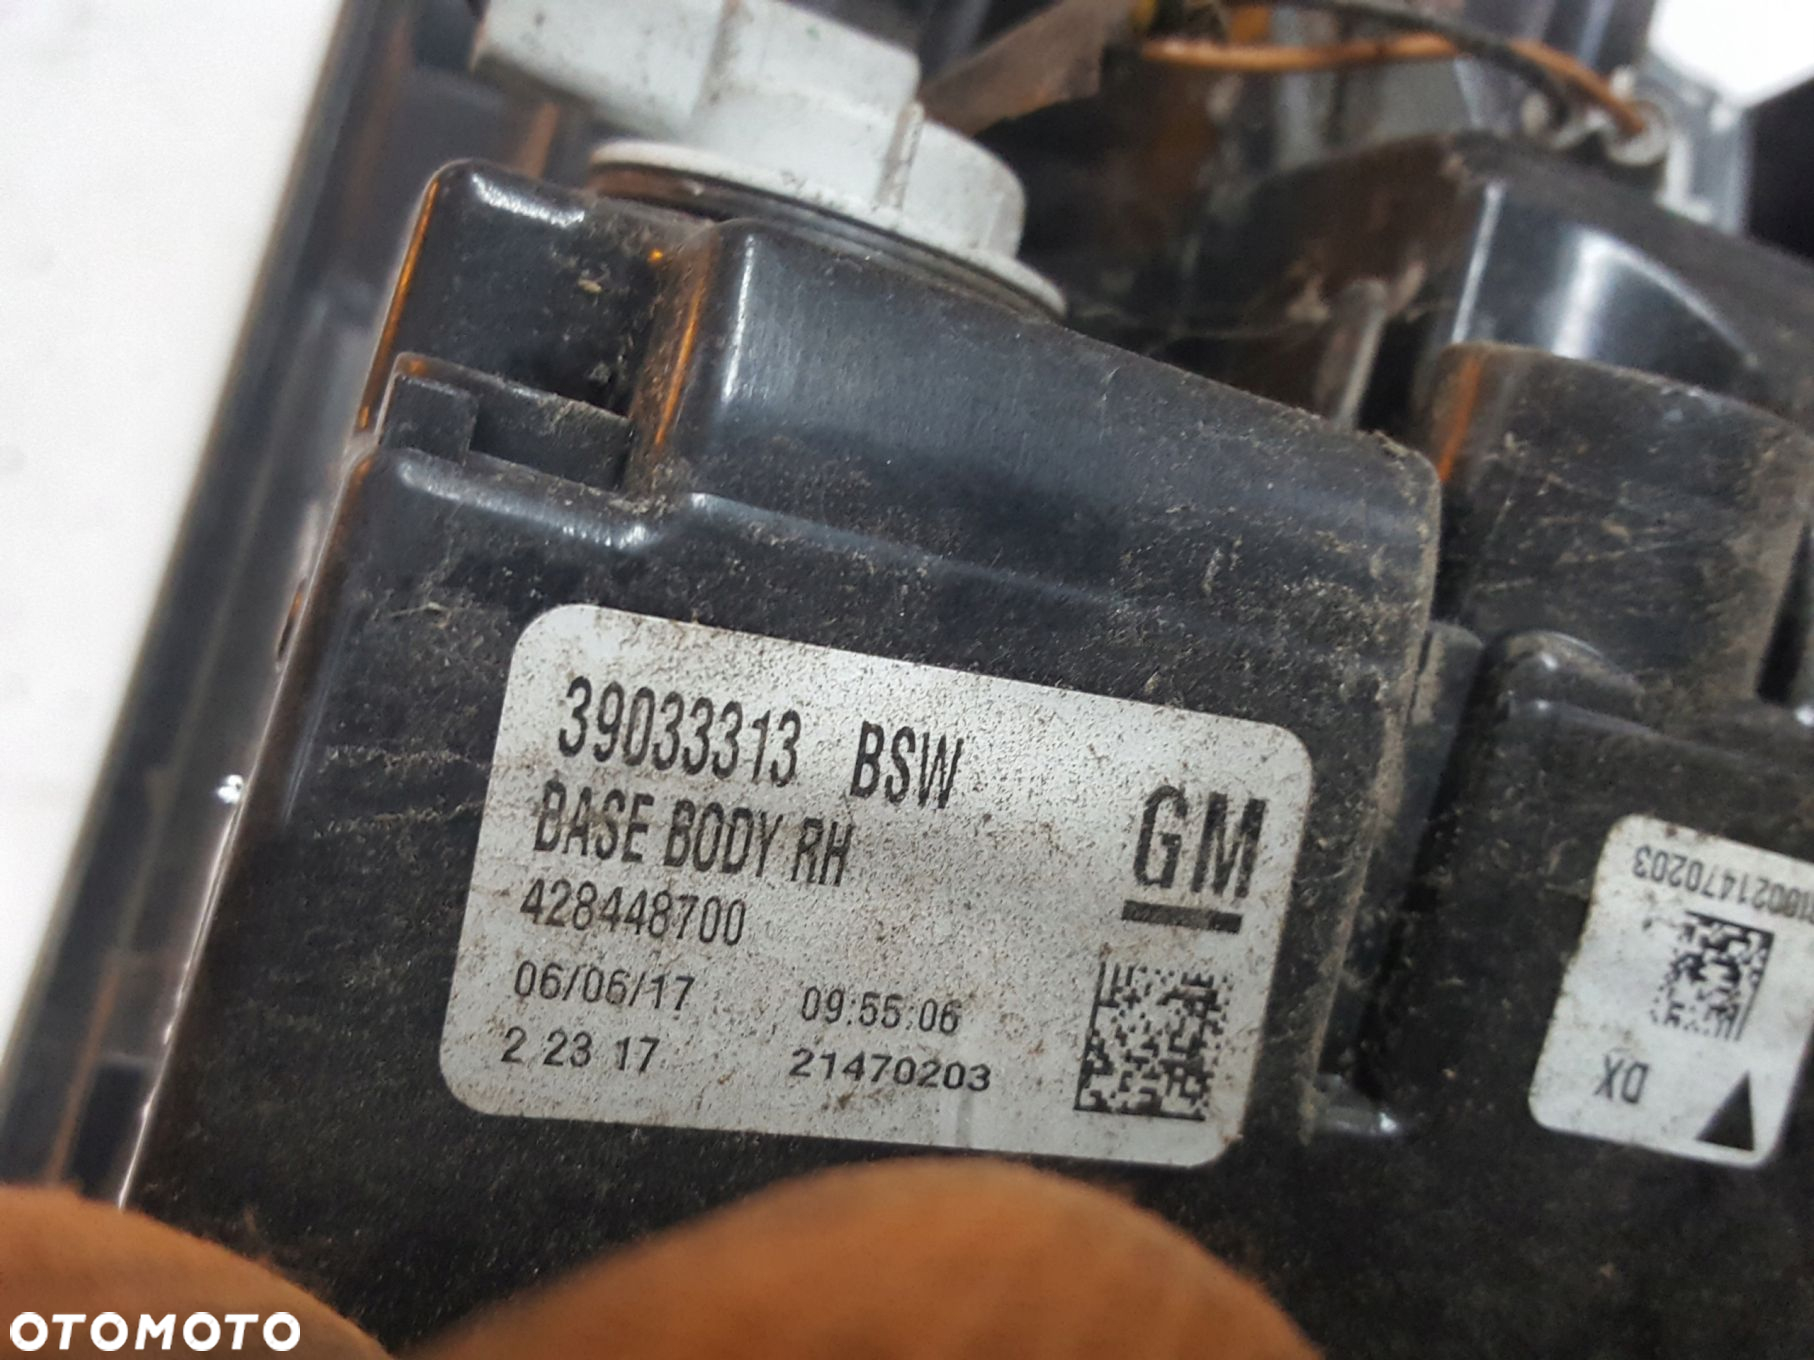 39033313 BSW
BASE BODY RH
GM
428448700
06/06/17 09:55:06
2 23 17 21470203
0021470203
DX
OTOMOTO